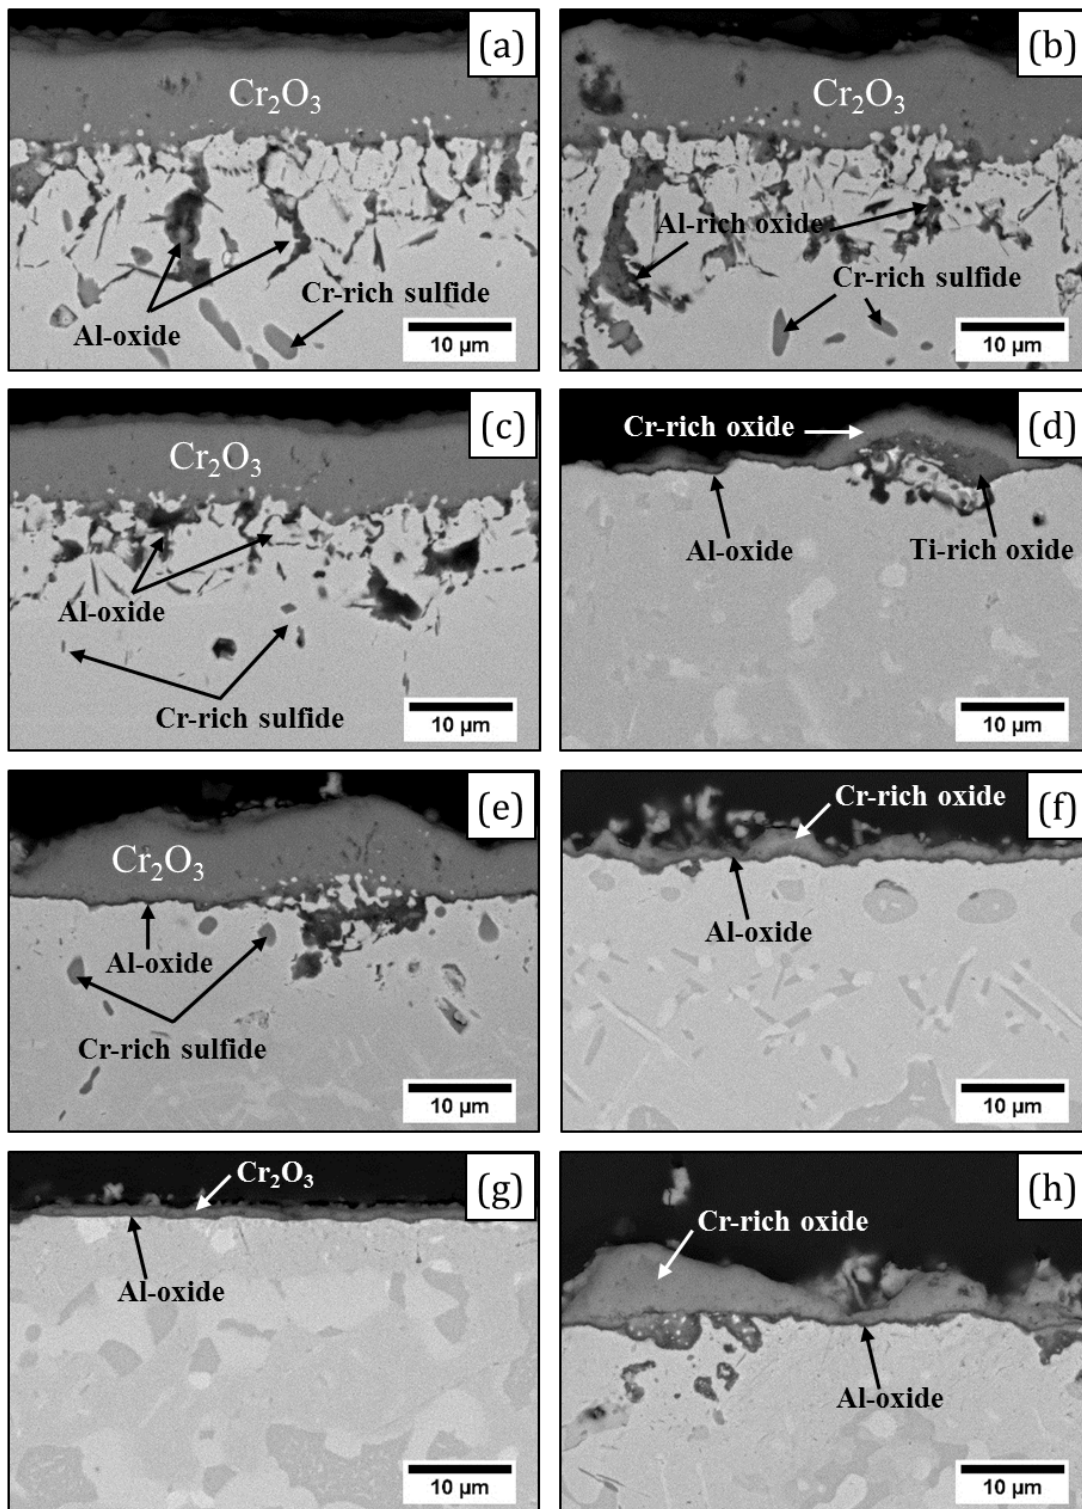 (a)
Cr₂O₃
Cr-rich sulfide
Al-oxide
10 µm
(b)
Cr₂O₃
Al-rich oxide
Cr-rich sulfide
10 µm
(c)
Cr₂O₃
Al-oxide
Cr-rich sulfide
10 µm
(d)
Cr-rich oxide
Al-oxide
Ti-rich oxide
10 µm
(e)
Cr₂O₃
Al-oxide
Cr-rich sulfide
10 µm
(f)
Cr-rich oxide
Al-oxide
10 µm
(g)
Cr₂O₃
Al-oxide
10 µm
(h)
Cr-rich oxide
Al-oxide
10 µm